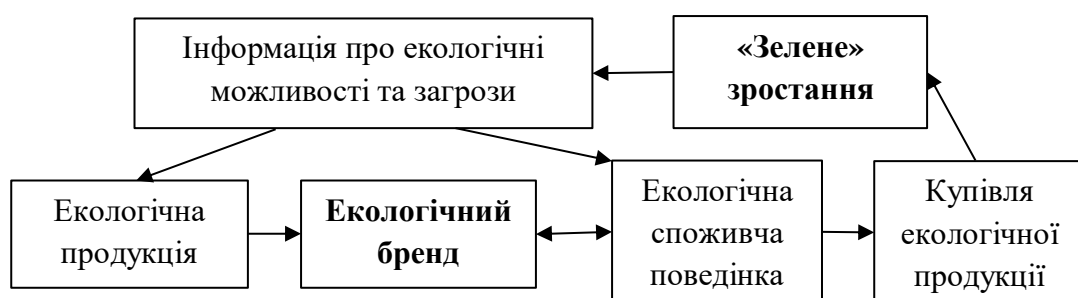 Інформація про екологічні
можливості та загрози
«Зелене»
зростання
Екологічна
продукція
Екологічний
бренд
Екологічна
споживча
поведінка
Купівля
екологічної
продукції